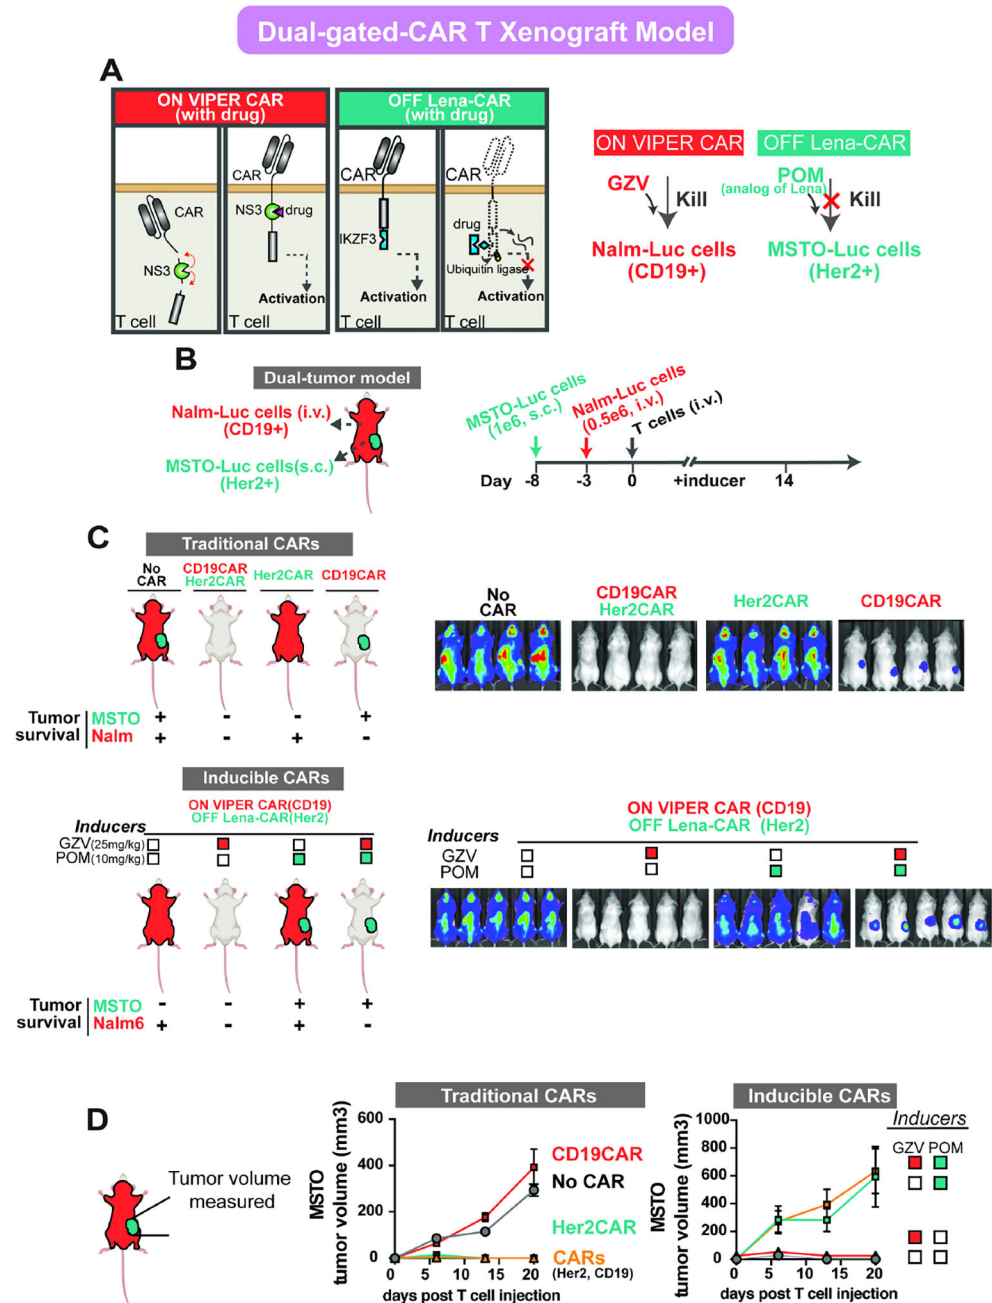 Dual-gated-CAR T Xenograft Model
A
ON VIPER CAR
(with drug)
OFF Lena-CAR
(with drug)
CAR
NS3
T cell
CAR
NS3
drug
Activation
CAR
IKZF3
Activation
T cell
CAR
drug
Ubiquitin ligase
Activation
ON VIPER CAR
GZV
Kill
Nalm-Luc cells
(CD19+)
OFF Lena-CAR
POM
(analog of Lena)
Kill
MSTO-Luc cells
(Her2+)
B
Dual-tumor model
Nalm-Luc cells (i.v.)
(CD19+)
MSTO-Luc cells(s.c.)
(Her2+)
MSTO-Luc cells
(1e6, s.c.)
Nalm-Luc cells
(0.5e6, i.v.)
T cells (i.v.)
Day -8 -3 0 +inducer 14
C
Traditional CARs
No
CAR
CD19CAR
Her2CAR
Her2CAR
CD19CAR
Tumor
survival
MSTO + - - +
Nalm + - + -
No
CAR
CD19CAR
Her2CAR
Her2CAR
CD19CAR
Inducible CARs
ON VIPER CAR(CD19)
OFF Lena-CAR(Her2)
Inducers
GZV(25mg/kg)
POM(10mg/kg)
Tumor
survival
MSTO - - + +
Nalm6 + - + -
ON VIPER CAR (CD19)
OFF Lena-CAR (Her2)
Inducers
GZV
POM
D
Tumor volume
measured
Traditional CARs
MSTO
tumor volume (mm3)
600
400
200
0
0 5 10 15 20
days post T cell injection
CD19CAR
No CAR
Her2CAR
CARs
(Her2, CD19)
Inducible CARs
MSTO
tumor volume (mm3)
1000
800
600
400
200
0
0 5 10 15 20
days post T cell injection
Inducers
GZV POM